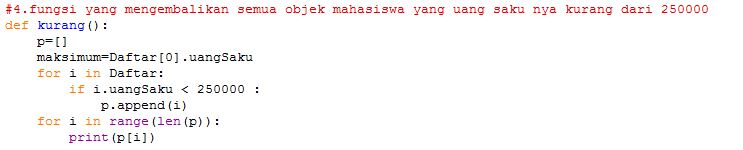 #4.fungsi yang mengembalikan semua objek mahasiswa yang uang saku nya kurang dari 250000
def kurang():
    p=[]
    maksimum=Daftar[0].uangSaku
    for i in Daftar:
        if i.uangSaku < 250000 :
            p.append(i)
    for i in range(len(p)):
        print(p[i])